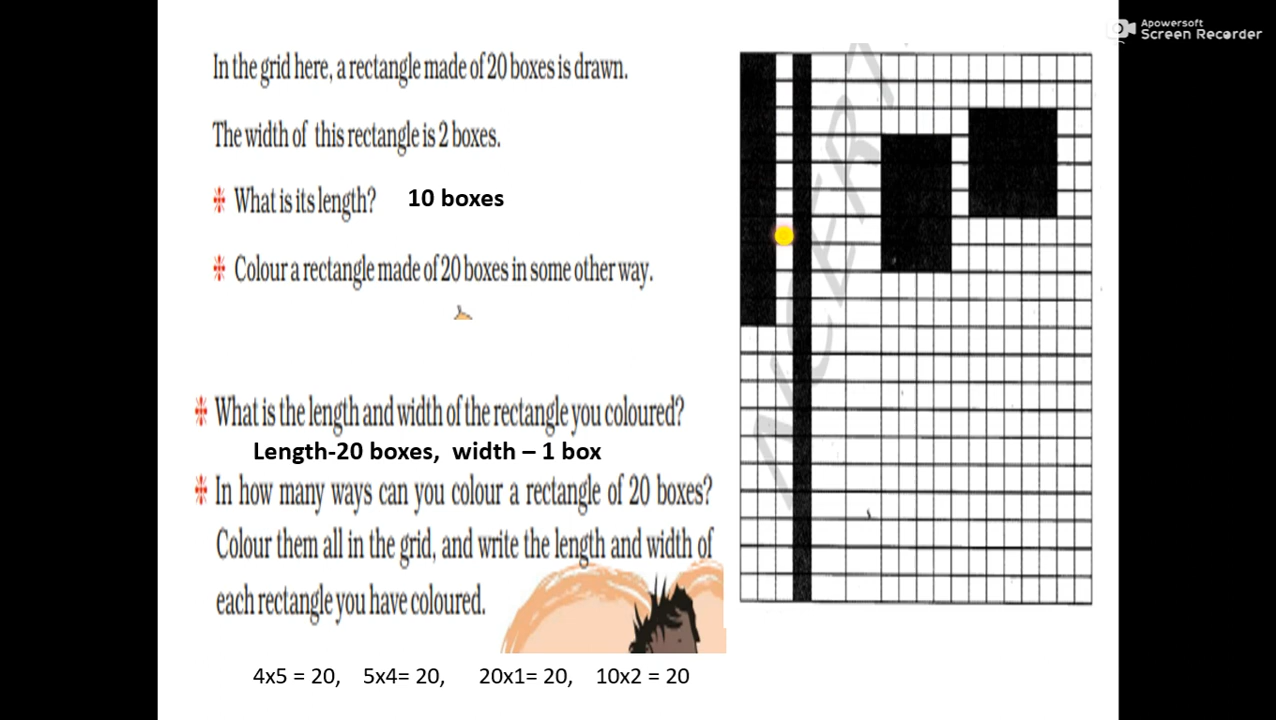 Apowersoft
Screen Recorder
In the grid here, a rectangle made of 20 boxes is drawn.
The width of this rectangle is 2 boxes.
What is its length? 10 boxes
Colour a rectangle made of 20 boxes in some other way.
What is the length and width of the rectangle you coloured?
Length-20 boxes, width – 1 box
In how many ways can you colour a rectangle of 20 boxes?
Colour them all in the grid, and write the length and width of
each rectangle you have coloured.
4x5 = 20, 5x4= 20, 20x1= 20, 10x2 = 20
NCERT